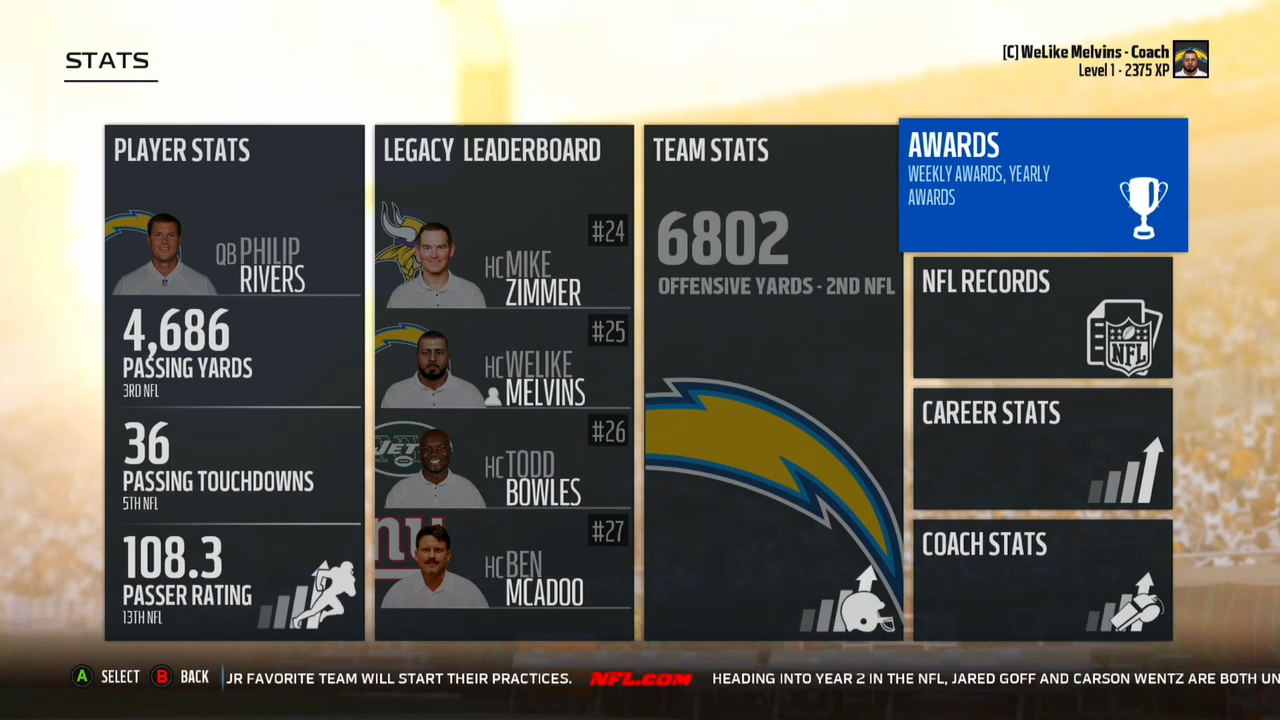 STATS
[C] WeLike Melvins - Coach
Level 1 - 2375 XP
PLAYER STATS
QB PHILIP
RIVERS
4,686
PASSING YARDS
3RD NFL
36
PASSING TOUCHDOWNS
5TH NFL
108.3
PASSER RATING
13TH NFL
LEGACY LEADERBOARD
#24
HC MIKE
ZIMMER
#25
HC WELIKE
MELVINS
#26
JETS
HC TODD
BOWLES
#27
ny
HC BEN
MCADOO
TEAM STATS
6802
OFFENSIVE YARDS - 2ND NFL
AWARDS
WEEKLY AWARDS, YEARLY
AWARDS
NFL RECORDS
NFL
CAREER STATS
COACH STATS
A SELECT B BACK JR FAVORITE TEAM WILL START THEIR PRACTICES. NFL.COM HEADING INTO YEAR 2 IN THE NFL, JARED GOFF AND CARSON WENTZ ARE BOTH UN